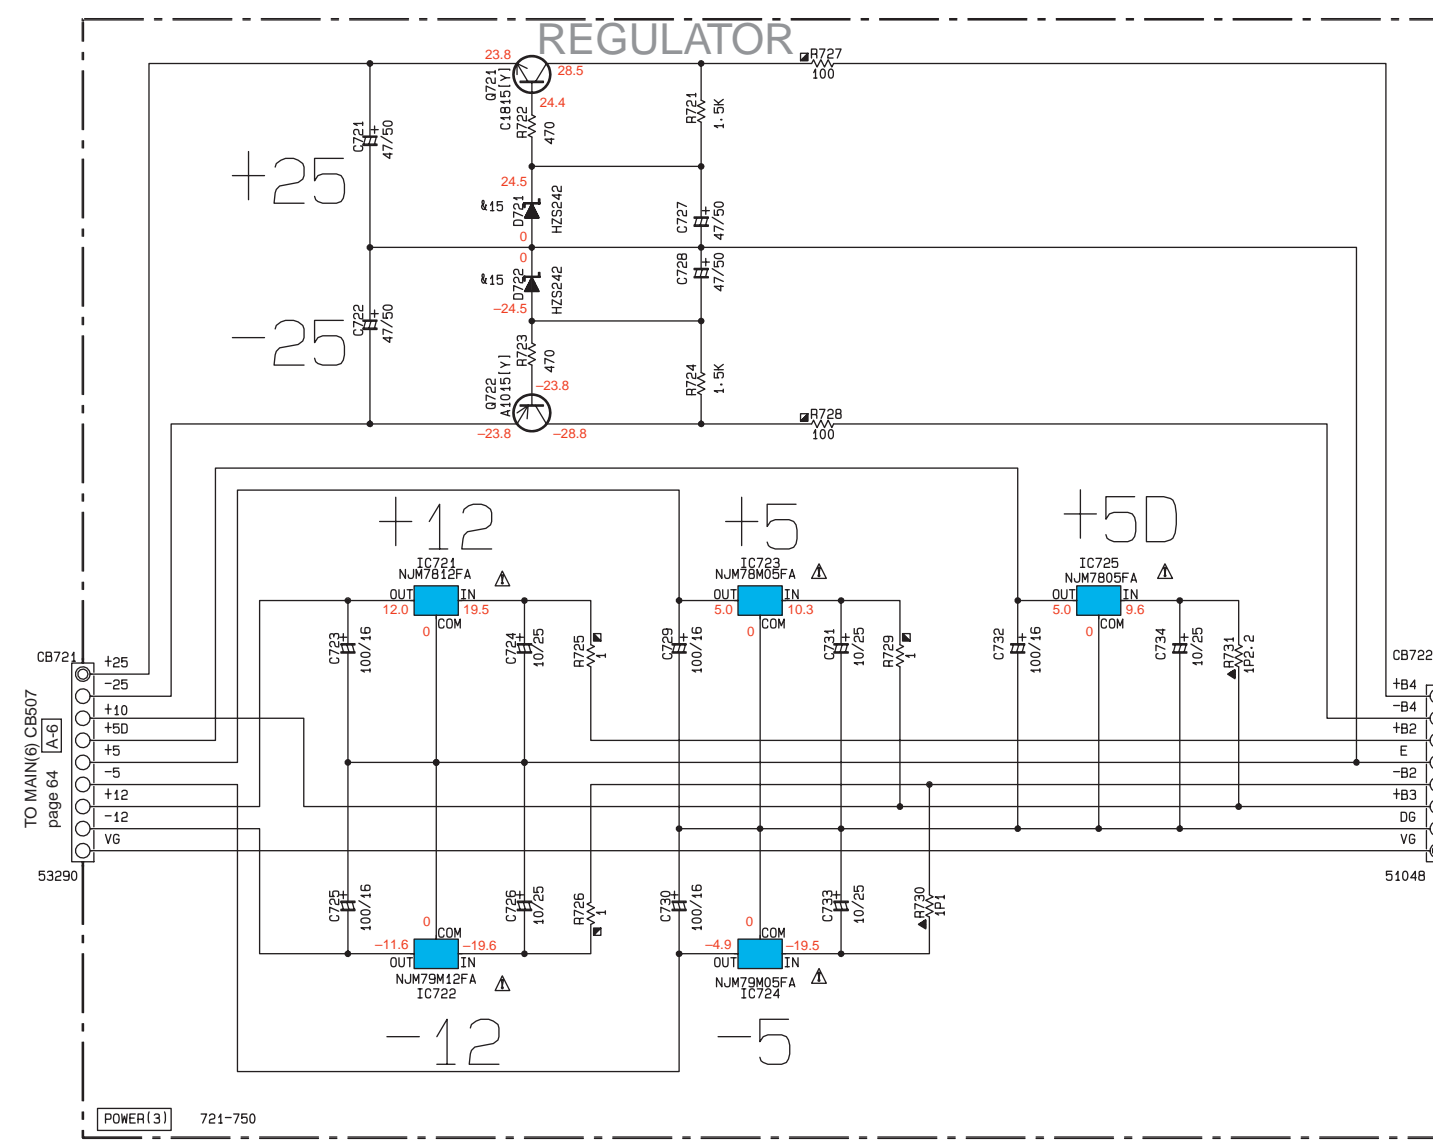 REGULATOR
23.8
28.5
24.4
Q721
C1815[Y]
R722
470
R721
1.5K
R727
100
C721
47/50
+25
24.5
&15
D721
HZS242
0
C727
47/50
0
&15
D722
HZS242
-24.5
C728
47/50
C722
47/50
-25
R723
470
Q722
A1015[Y]
-23.8
-23.8
-28.8
R724
1.5K
R728
100
+12
IC721
NJM7812FA
OUT
IN
12.0
19.5
0
COM
+5
IC723
NJM78M05FA
OUT
IN
5.0
10.3
0
COM
+5D
IC725
NJM7805FA
OUT
IN
5.0
9.6
0
COM
C723
100/16
C724
10/25
R725
1
C729
100/16
C731
10/25
R729
1
C732
100/16
C734
10/25
R731
1P2.2
CB721
+25
-25
+10
+5D
+5
-5
+12
-12
VG
53290
TO MAIN(6) CB507
A-6
page 64
CB722
+B4
-B4
+B2
E
-B2
+B3
DG
VG
51048
C725
100/16
C726
10/25
R726
1
C730
100/16
C733
10/25
R730
1P1
0
COM
-11.6
-19.6
OUT
IN
NJM79M12FA
IC722
-12
0
COM
-4.9
-19.5
OUT
IN
NJM79M05FA
IC724
-5
POWER(3)
721-750